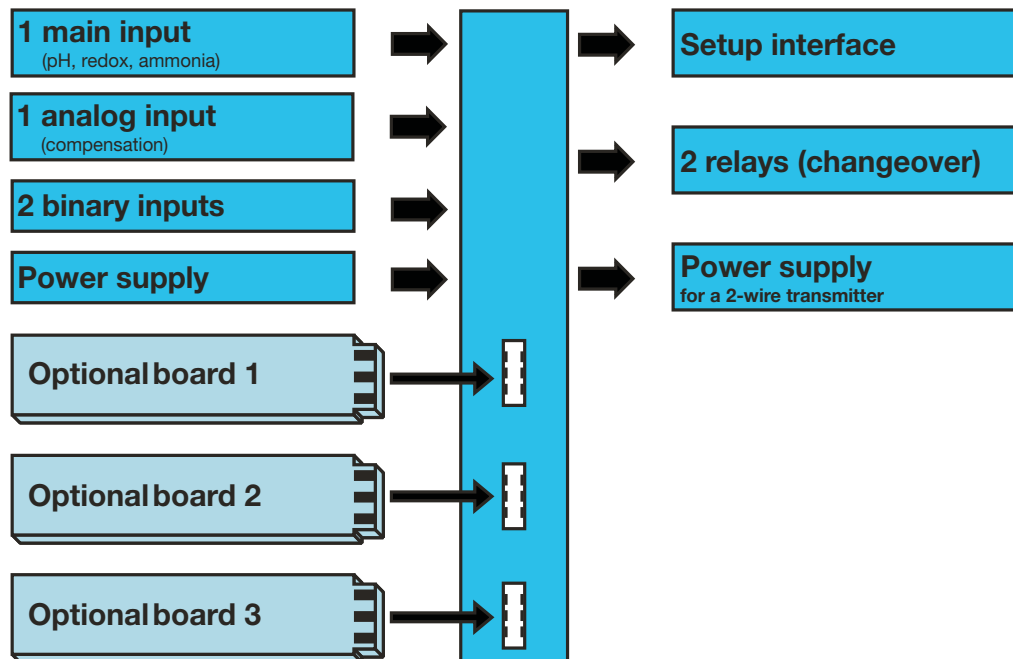 1 main input
(pH, redox, ammonia)
1 analog input
(compensation)
2 binary inputs
Power supply
Optional board 1
Optional board 2
Optional board 3
Setup interface
2 relays (changeover)
Power supply
for a 2-wire transmitter